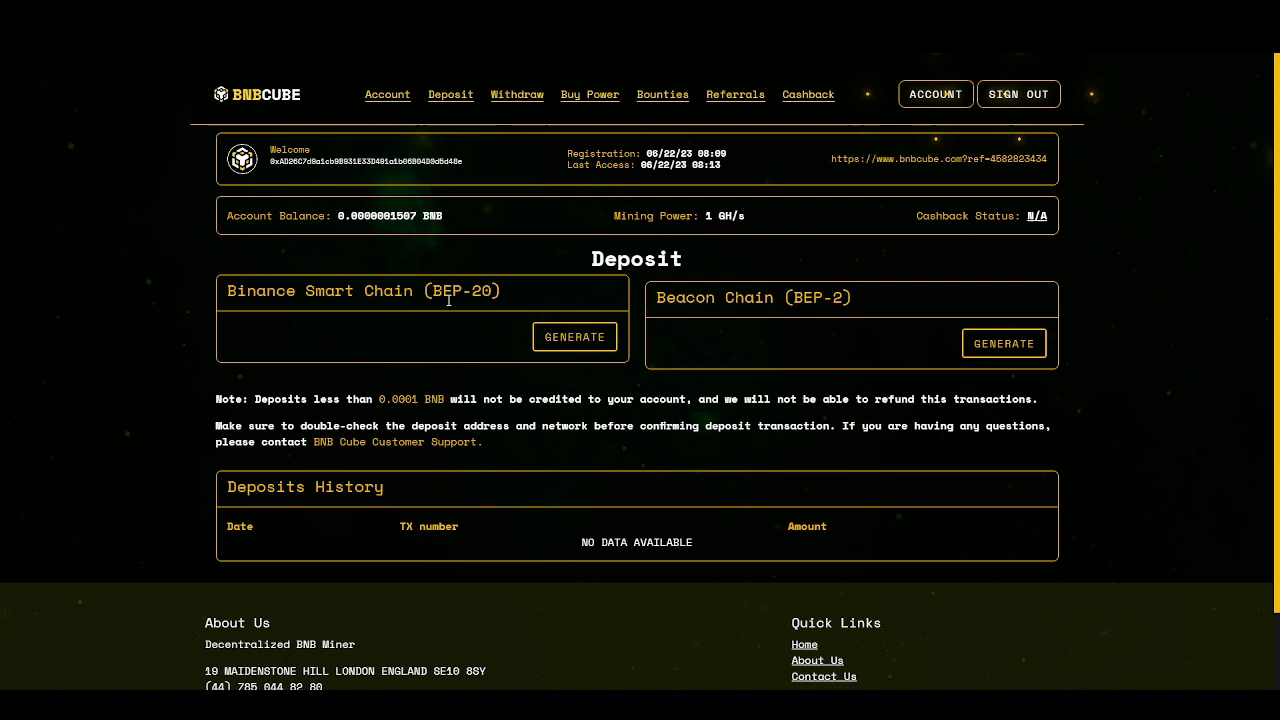 BNBCUBE
Account Deposit Withdraw Buy Power Bounties Referrals Cashback
ACCOUNT SIGN OUT
Welcome
0xAD26C7d9a1cb9B931E33D491a1b06B04D0d5d48e
Registration: 06/22/23 08:09
Last Access: 06/22/23 08:13
https://www.bnbcube.com?ref=4582823434
Account Balance: 0.0000001507 BNB
Mining Power: 1 GH/s
Cashback Status: N/A
Deposit
Binance Smart Chain (BEP-20)
GENERATE
Beacon Chain (BEP-2)
GENERATE
Note: Deposits less than 0.0001 BNB will not be credited to your account, and we will not be able to refund this transactions.
Make sure to double-check the deposit address and network before confirming deposit transaction. If you are having any questions,
please contact BNB Cube Customer Support.
Deposits History
Date TX number Amount
NO DATA AVAILABLE
About Us
Decentralized BNB Miner
19 MAIDENSTONE HILL LONDON ENGLAND SE10 8SY
(44) 785 044 82 80
Quick Links
Home
About Us
Contact Us